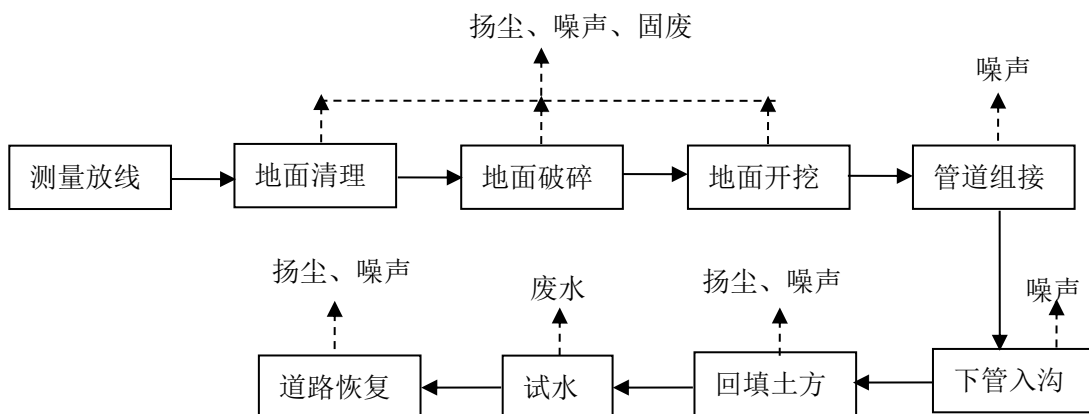 扬尘、噪声、固废
噪声
测量放线
地面清理
地面破碎
地面开挖
管道组接
扬尘、噪声
废水
扬尘、噪声
噪声
道路恢复
试水
回填土方
下管入沟